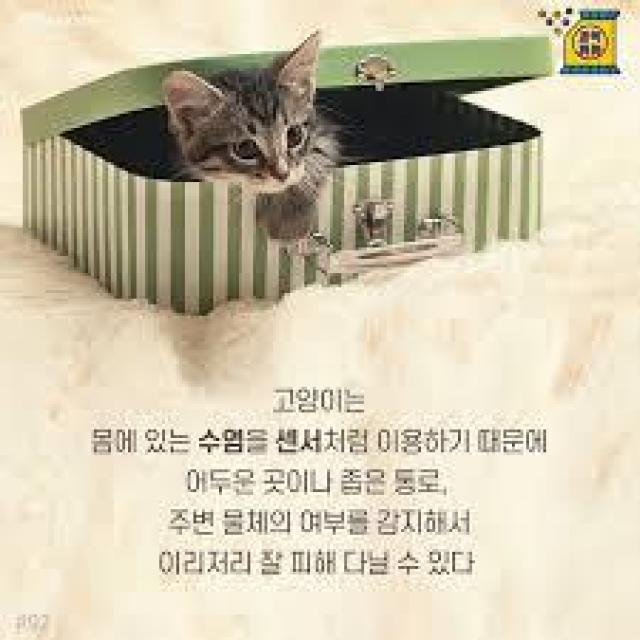 고양이는
몸에 있는 수염을 센서처럼 이용하기 때문에
어두운 곳이나 좁은 통로,
주변 물체의 여부를 감지해서
이리저리 잘 피해 다닐 수 있다